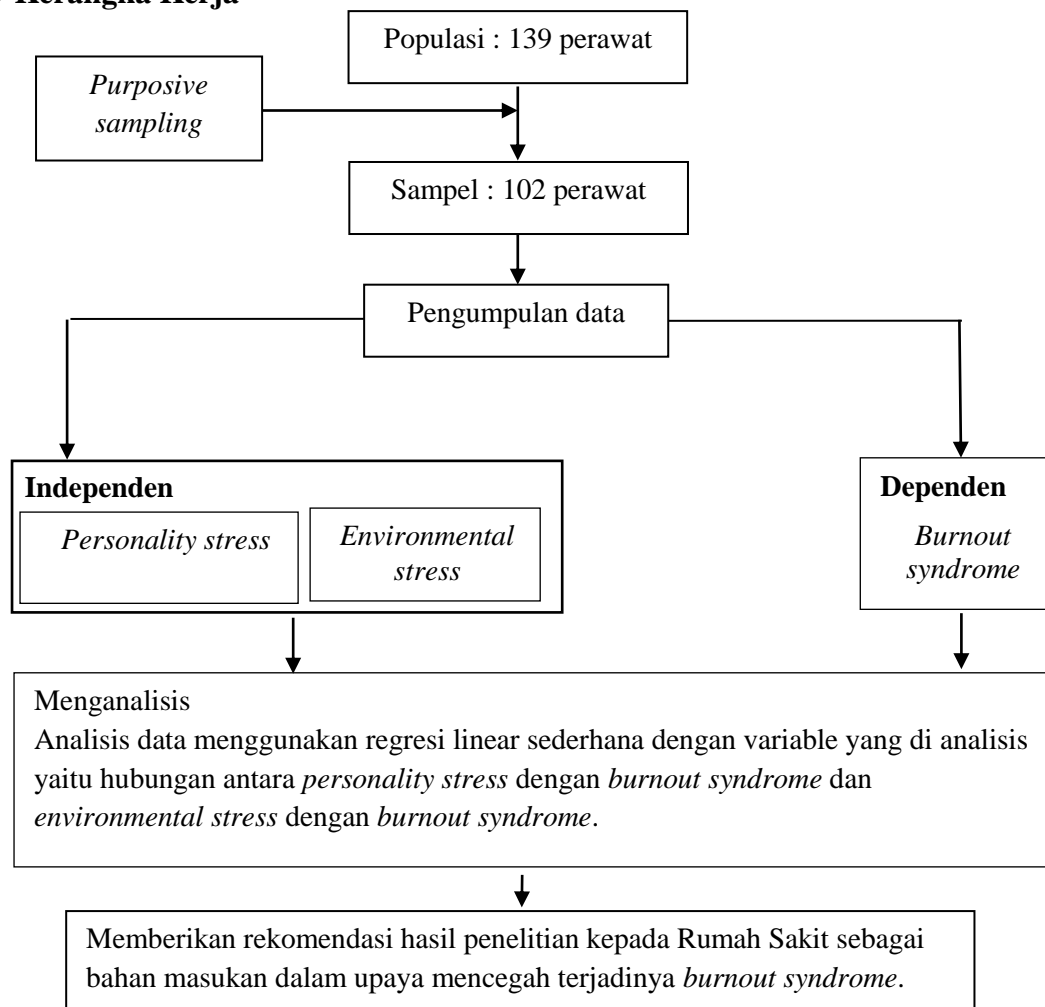 Kerangka Kerja
Populasi : 139 perawat
Purposive
sampling
Sampel : 102 perawat
Pengumpulan data
Independen
Personality stress
Environmental
stress
Dependen
Burnout
syndrome
Menganalisis
Analisis data menggunakan regresi linear sederhana dengan variable yang di analisis
yaitu hubungan antara personality stress dengan burnout syndrome dan
environmental stress dengan burnout syndrome.
Memberikan rekomendasi hasil penelitian kepada Rumah Sakit sebagai
bahan masukan dalam upaya mencegah terjadinya burnout syndrome.